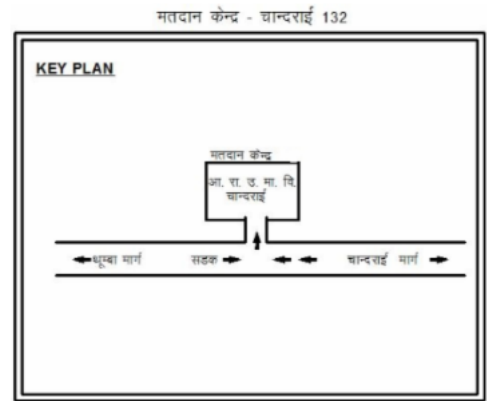 मतदान केन्द्र - चान्दराई 132
KEY PLAN
मतदान केन्द्र
आ. रा. उ. मा. वि.
चान्दराई
थूम्बा मार्ग सडक चान्दराई मार्ग